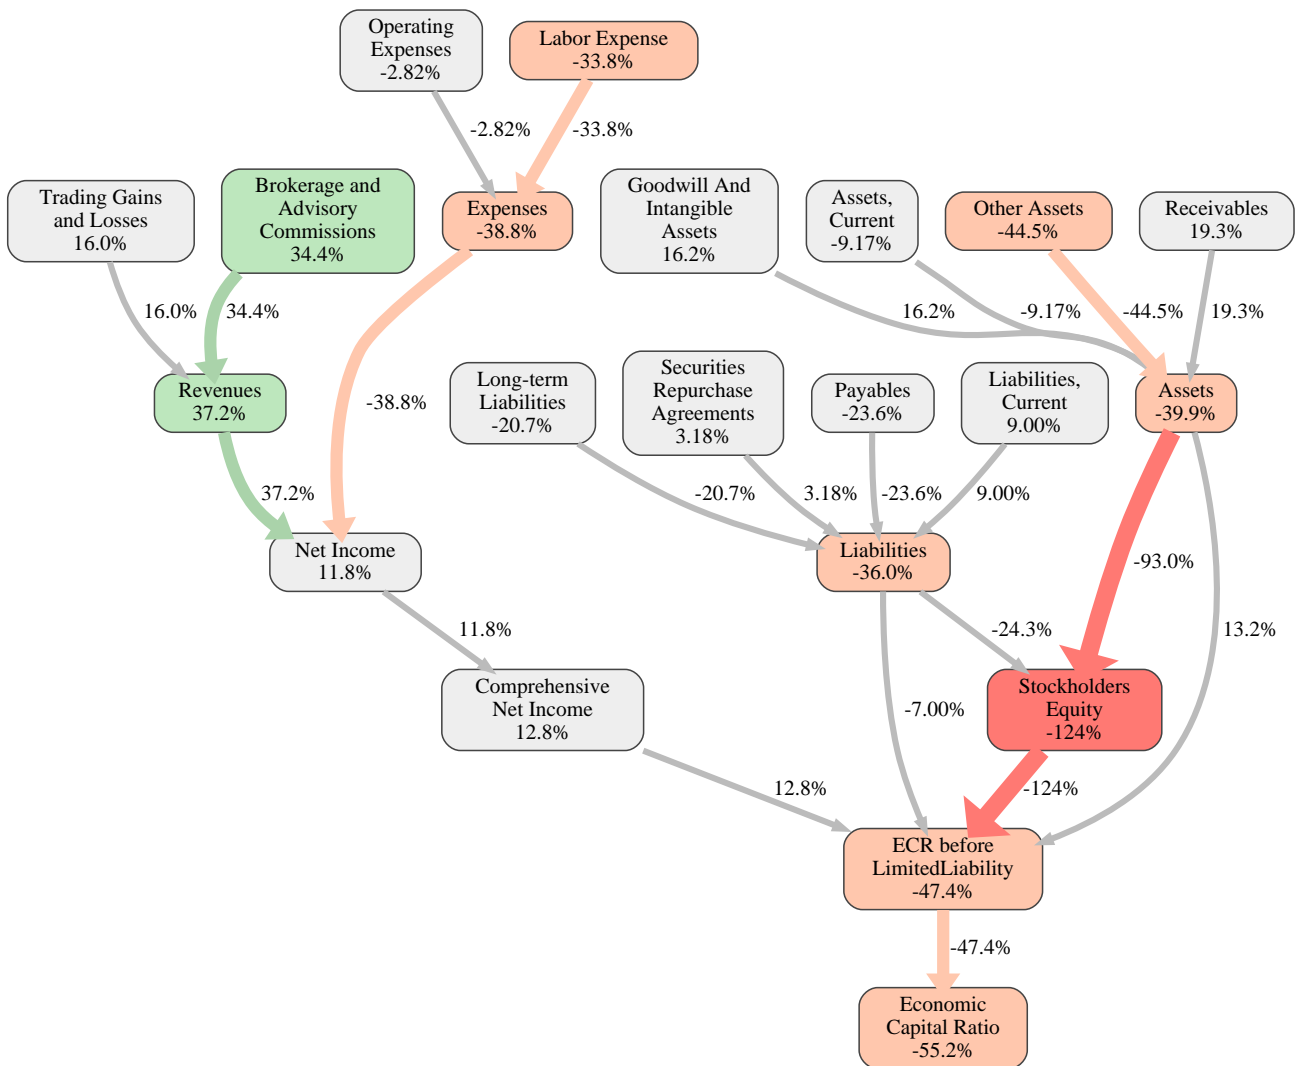 Operating
Expenses
-2.82%
Labor Expense
-33.8%
-2.82%
-33.8%
Trading Gains
and Losses
16.0%
Brokerage and
Advisory
Commissions
34.4%
Expenses
-38.8%
Goodwill And
Intangible
Assets
16.2%
Assets,
Current
-9.17%
Other Assets
-44.5%
Receivables
19.3%
16.0%
34.4%
16.2%
-9.17%
-44.5%
19.3%
Revenues
37.2%
-38.8%
Long-term
Liabilities
-20.7%
Securities
Repurchase
Agreements
3.18%
Payables
-23.6%
Liabilities,
Current
9.00%
Assets
-39.9%
37.2%
-20.7%
3.18%
-23.6%
9.00%
Net Income
11.8%
Liabilities
-36.0%
-93.0%
11.8%
-24.3%
13.2%
Comprehensive
Net Income
12.8%
-7.00%
Stockholders
Equity
-124%
12.8%
-124%
ECR before
LimitedLiability
-47.4%
-47.4%
Economic
Capital Ratio
-55.2%